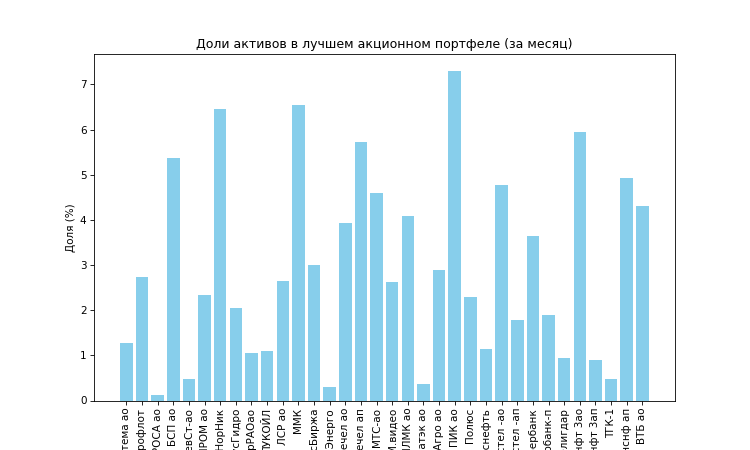 Доли активов в лучшем акционном портфеле (за месяц)
Доля (%)
7
6
5
4
3
2
1
0
тема ао
рофлот
РОСА ао
БСП ао
евСт-ао
ПРОМ ао
НорНик
сГидро
рРАОао
ЛУКОЙЛ
ЛСР ао
ММК
сБиржа
Энерго
ечел ао
ечел ап
МТС-ао
М.видео
ЛМК ао
атэк ао
Агро ао
ПИК ао
Полюс
снефть
стел -ао
стел -ап
ербанк
рбанк-п
лигдар
нфт 3ао
нфт 3ап
ТГК-1
нснф ап
ВТБ ао